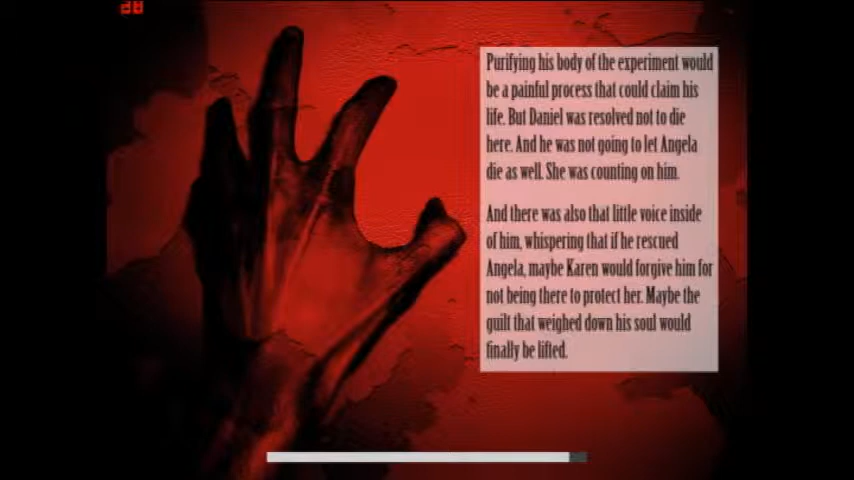 28
Purifying his body of the experiment would
be a painful process that could claim his
life. But Daniel was resolved not to die
here. And he was not going to let Angela
die as well. She was counting on him.
And there was also that little voice inside
of him, whispering that if he rescued
Angela, maybe Karen would forgive him for
not being there to protect her. Maybe the
guilt that weighed down his soul would
finally be lifted.